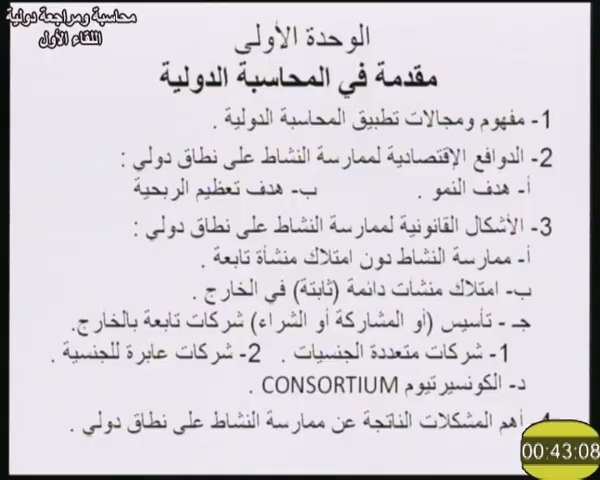 محاسبة ومراجعة دولية
اللقاء الأول
الوحدة الأولى
مقدمة في المحاسبة الدولية
1- مفهوم ومجالات تطبيق المحاسبة الدولية .
2- الدوافع الإقتصادية لممارسة النشاط على نطاق دولي :
أ- هدف النمو . ب- هدف تعظيم الربحية
3- الأشكال القانونية لممارسة النشاط على نطاق دولي :
أ- ممارسة النشاط دون امتلاك منشأة تابعة .
ب- امتلاك منشات دائمة (ثابتة) في الخارج .
جـ- تأسيس (أو المشاركة أو الشراء) شركات تابعة بالخارج.
1- شركات متعددة الجنسيات . 2- شركات عابرة للجنسية .
د- الكونسيرتيوم CONSORTIUM .
4- أهم المشكلات الناتجة عن ممارسة النشاط على نطاق دولي .
00:43:08